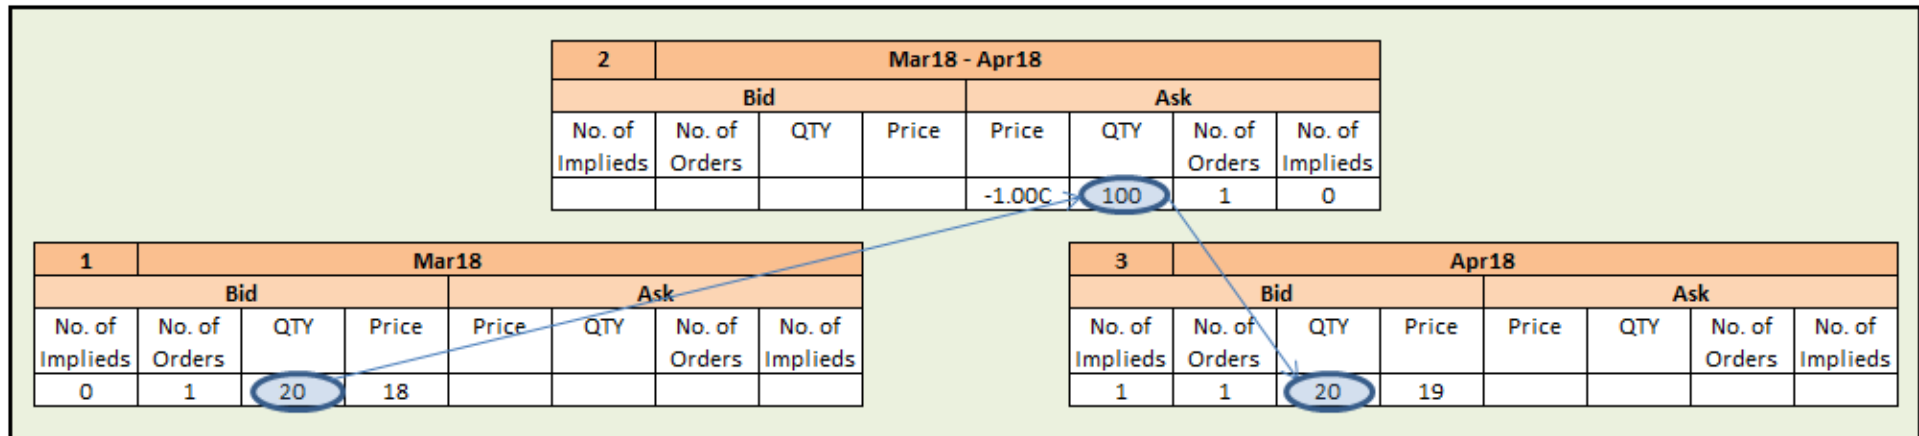 2 Mar18 - Apr18
Bid Ask
No. of Implieds No. of Orders QTY Price Price QTY No. of Orders No. of Implieds
-1.00C 100 1 0
1 Mar18
Bid Ask
No. of Implieds No. of Orders QTY Price Price QTY No. of Orders No. of Implieds
0 1 20 18
3 Apr18
Bid Ask
No. of Implieds No. of Orders QTY Price Price QTY No. of Orders No. of Implieds
1 1 20 19